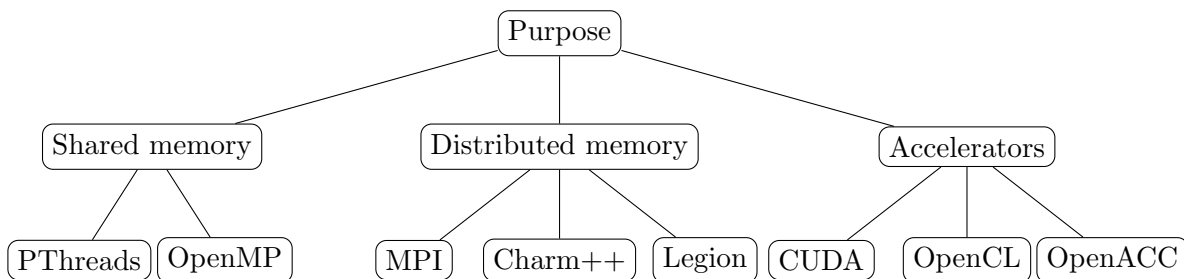 Purpose
Shared memory
Distributed memory
Accelerators
PThreads
OpenMP
MPI
Charm++
Legion
CUDA
OpenCL
OpenACC